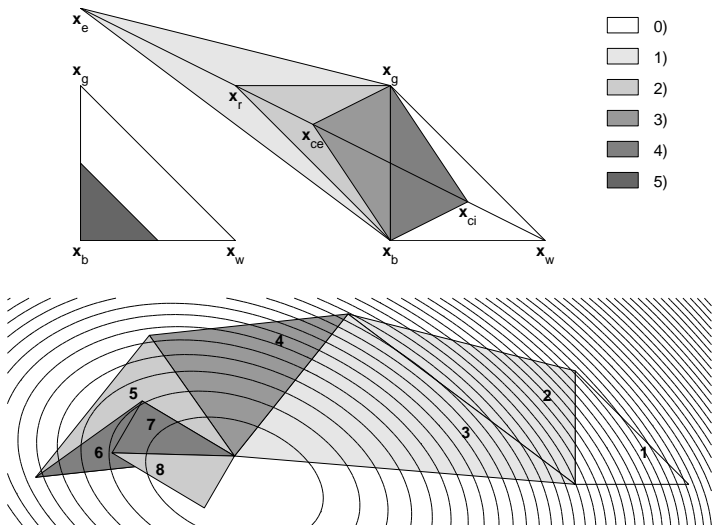 x_e
x_g
x_b
x_w
x_r
x_g
x_ce
x_ci
x_b
x_w
0)
1)
2)
3)
4)
5)
1
2
3
4
5
6
7
8